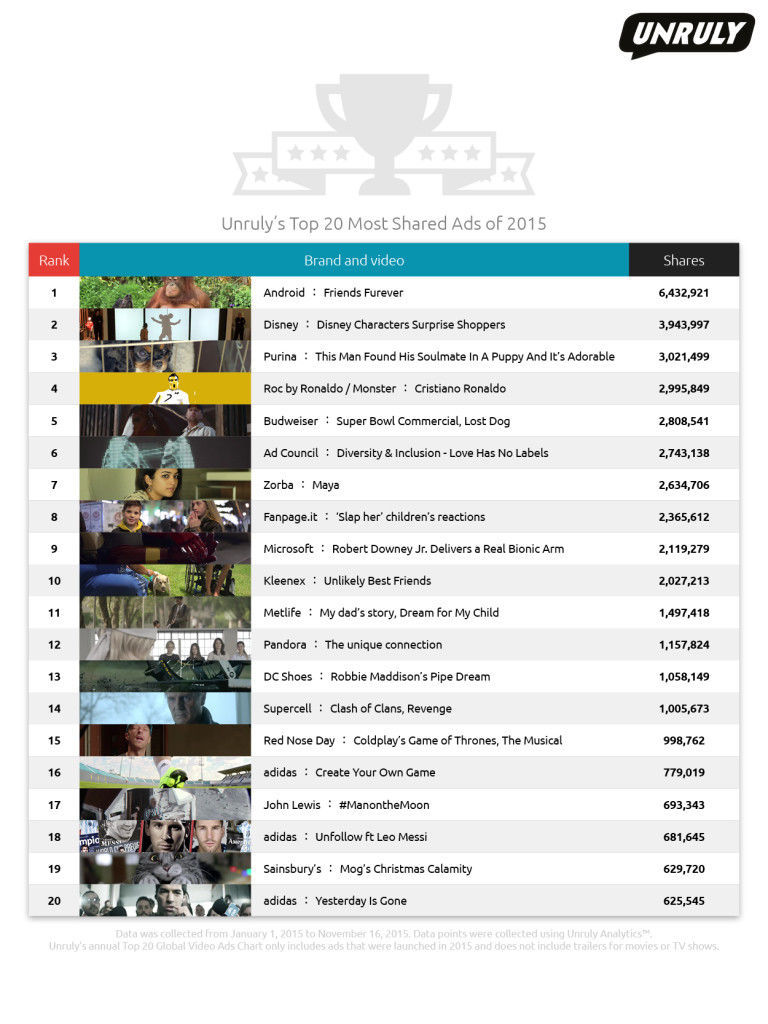 UNRULY
Unruly's Top 20 Most Shared Ads of 2015
Rank Brand and video Shares
1 Android : Friends Furever 6,432,921
2 Disney : Disney Characters Surprise Shoppers 3,943,997
3 Purina : This Man Found His Soulmate In A Puppy And It's Adorable 3,021,499
4 Roc by Ronaldo / Monster : Cristiano Ronaldo 2,995,849
5 Budweiser : Super Bowl Commercial, Lost Dog 2,808,541
6 Ad Council : Diversity & Inclusion - Love Has No Labels 2,743,138
7 Zorba : Maya 2,634,706
8 Fanpage.it : 'Slap her' children's reactions 2,365,612
9 Microsoft : Robert Downey Jr. Delivers a Real Bionic Arm 2,119,279
10 Kleenex : Unlikely Best Friends 2,027,213
11 Metlife : My dad's story, Dream for My Child 1,497,418
12 Pandora : The unique connection 1,157,824
13 DC Shoes : Robbie Maddison's Pipe Dream 1,058,149
14 Supercell : Clash of Clans, Revenge 1,005,673
15 Red Nose Day : Coldplay's Game of Thrones, The Musical 998,762
16 adidas : Create Your Own Game 779,019
17 John Lewis : #ManontheMoon 693,343
18 adidas : Unfollow ft Leo Messi 681,645
19 Sainsbury's : Mog's Christmas Calamity 629,720
20 adidas : Yesterday Is Gone 625,545
Data was collected from January 1, 2015 to November 16, 2015. Data points were collected using Unruly Analytics™.
Unruly's annual Top 20 Global Video Ads Chart only includes ads that were launched in 2015 and does not include trailers for movies or TV shows.